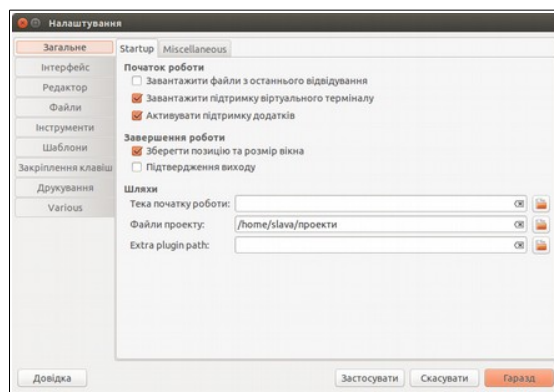 Налаштування
Загальне
Інтерфейс
Редактор
Файли
Інструменти
Шаблони
Закріплення клавіш
Друкування
Various
Startup Miscellaneous
Початок роботи
Завантажити файли з останнього відвідування
Завантажити підтримку віртуального терміналу
Активувати підтримку додатків
Завершення роботи
Зберегти позицію та розмір вікна
Підтвердження виходу
Шляхи
Тека початку роботи:
Файли проекту: /home/slava/проекти
Extra plugin path:
Довідка Застосувати Скасувати Гаразд